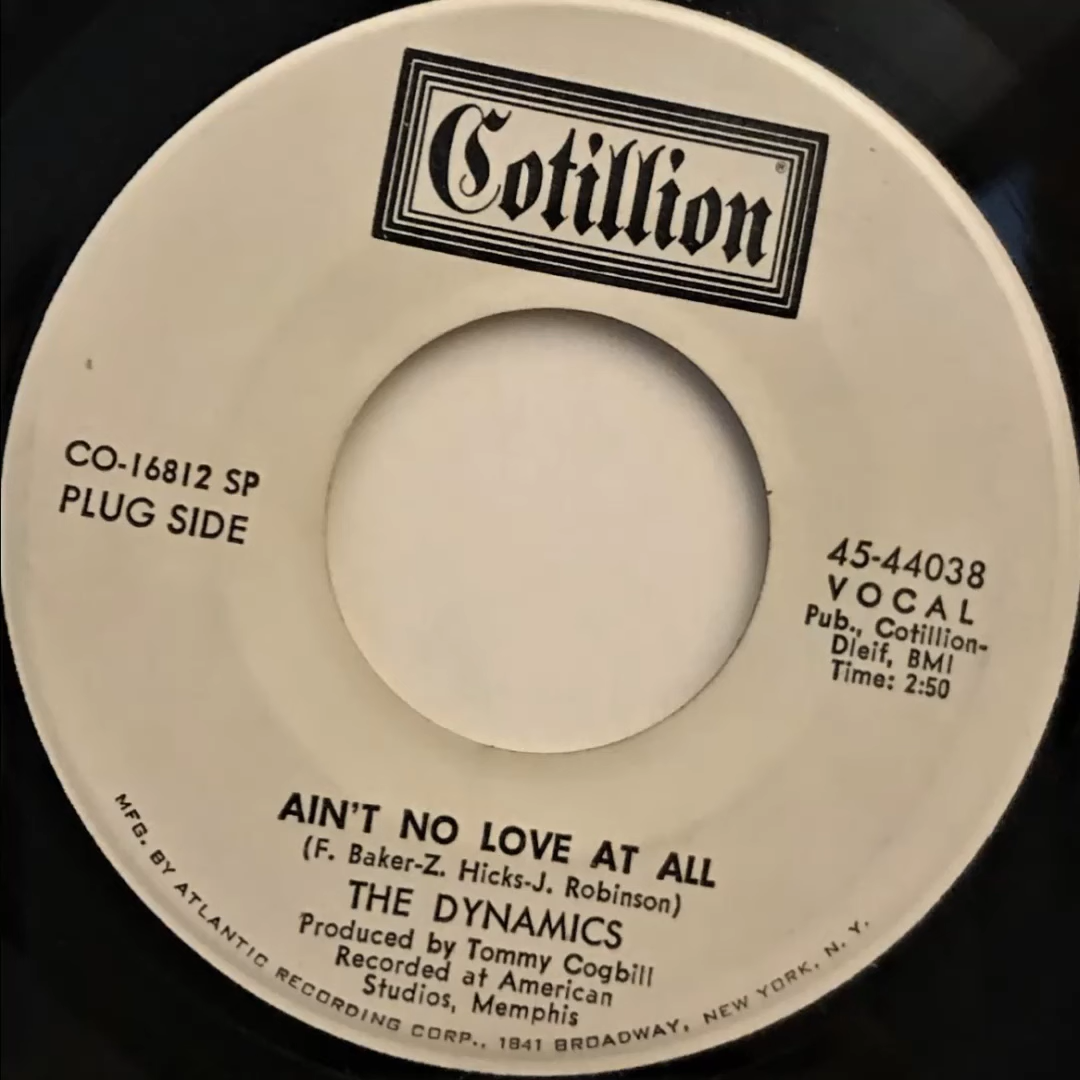 Cotillion®
CO-16812 SP
PLUG SIDE
45-44038
VOCAL
Pub., Cotillion-
Dleif, BMI
Time: 2:50
AIN'T NO LOVE AT ALL
(F. Baker-Z. Hicks-J. Robinson)
THE DYNAMICS
Produced by Tommy Cogbill
Recorded at American
Studios, Memphis
MFG. BY ATLANTIC RECORDING CORP., 1841 BROADWAY, NEW YORK, N. Y.